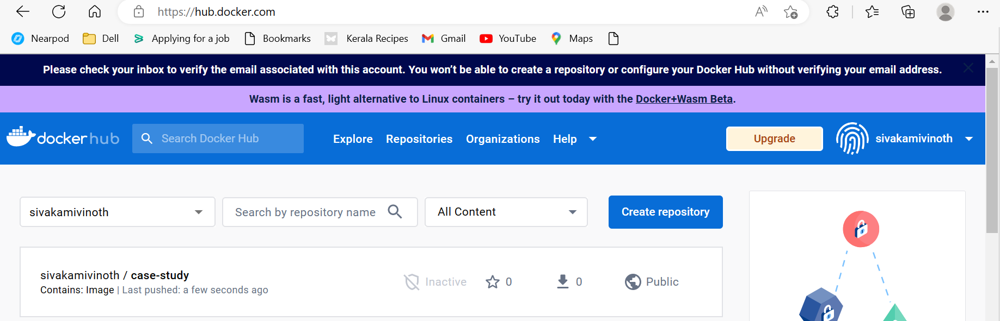 https://hub.docker.com
Nearpod Dell Applying for a job Bookmarks Kerala Recipes Gmail YouTube Maps
Please check your inbox to verify the email associated with this account. You won’t be able to create a repository or configure your Docker Hub without verifying your email address.
Wasm is a fast, light alternative to Linux containers – try it out today with the Docker+Wasm Beta.
docker hub Search Docker Hub Explore Repositories Organizations Help Upgrade sivakamivinoth
sivakamivinoth Search by repository name All Content Create repository
sivakamivinoth / case-study Inactive 0 0 Public
Contains: Image | Last pushed: a few seconds ago